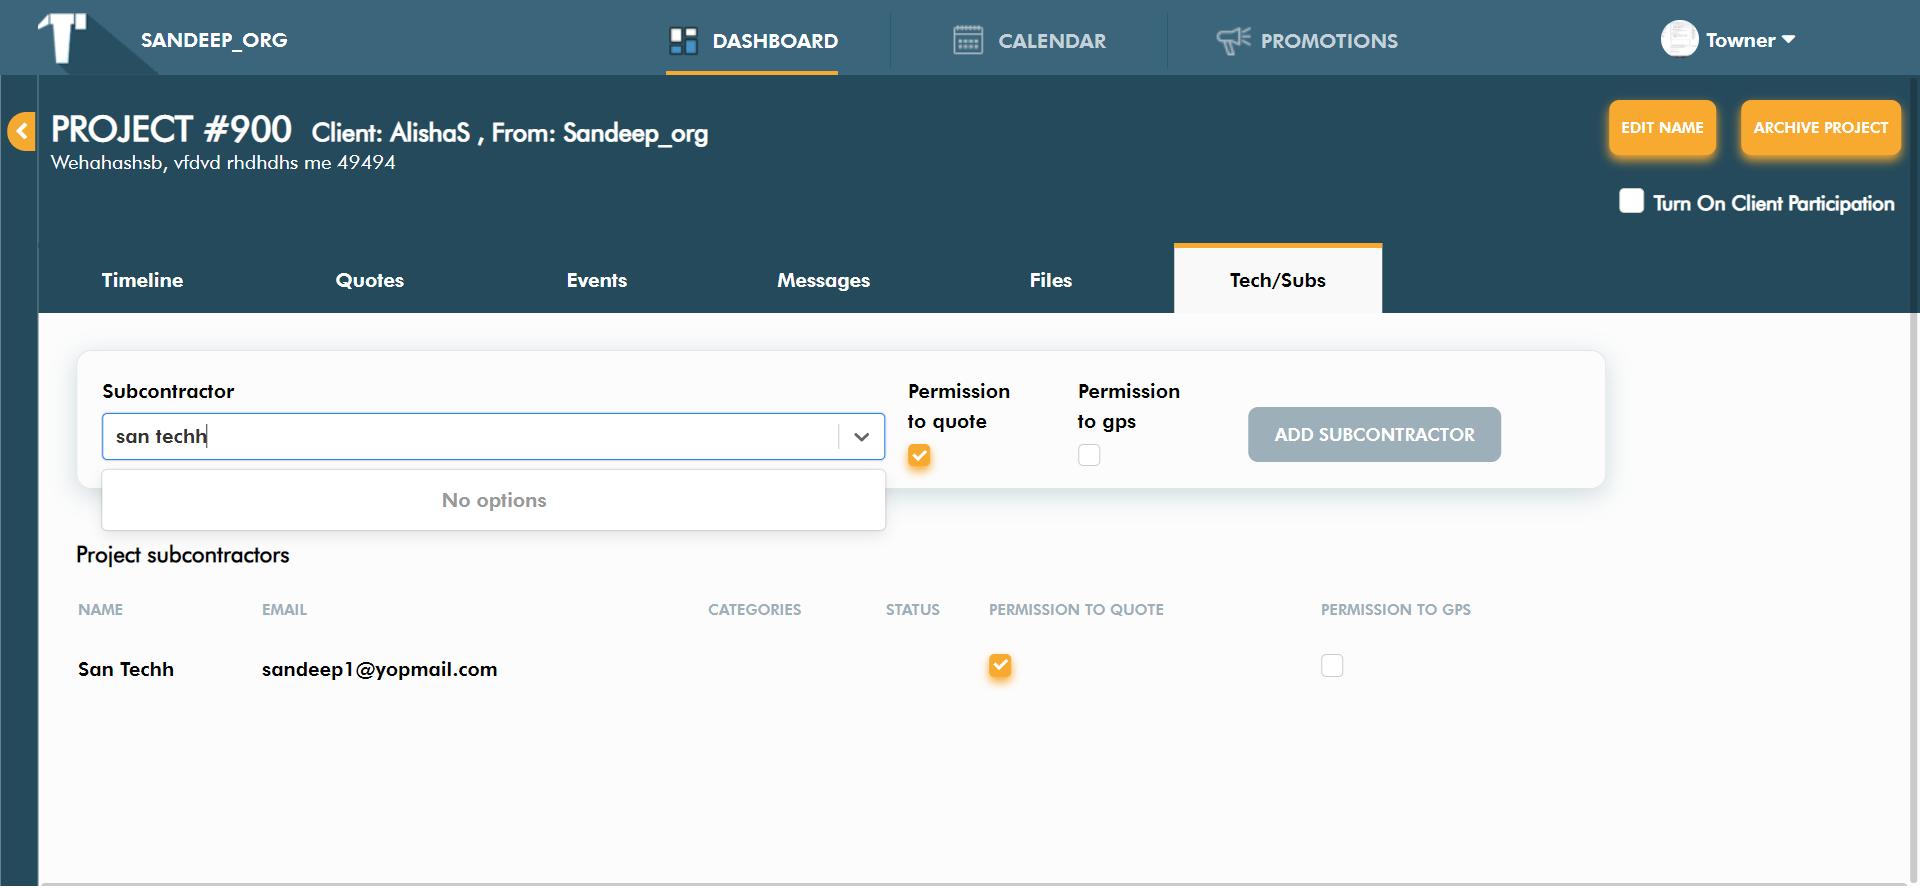 SANDEEP_ORG
DASHBOARD
CALENDAR
PROMOTIONS
Towner
PROJECT #900 Client: AlishaS , From: Sandeep_org
Wehahashsb, vfdvd rhdhdhs me 49494
EDIT NAME
ARCHIVE PROJECT
Turn On Client Participation
Timeline
Quotes
Events
Messages
Files
Tech/Subs
Subcontractor
san techh
No options
Permission
to quote
Permission
to gps
ADD SUBCONTRACTOR
Project subcontractors
NAME EMAIL CATEGORIES STATUS PERMISSION TO QUOTE PERMISSION TO GPS
San Techh sandeep1@yopmail.com